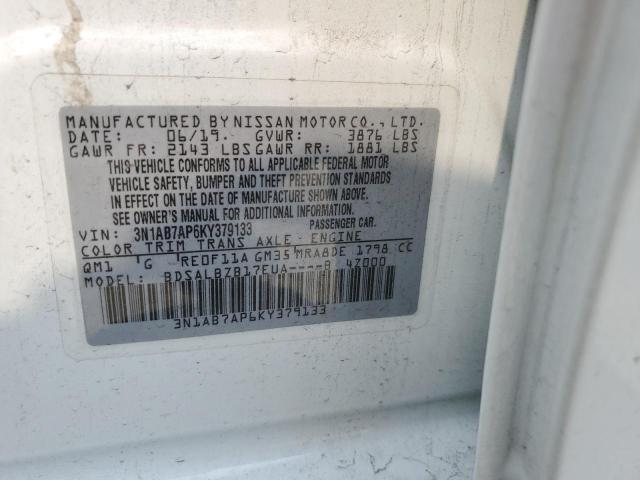 MANUFACTURED BY NISSAN MOTOR CO., LTD.
DATE: 06/19 GVWR: 3876 LBS
GAWR FR: 2143 LBS GAWR RR: 1881 LBS
THIS VEHICLE CONFORMS TO ALL APPLICABLE FEDERAL MOTOR
VEHICLE SAFETY, BUMPER AND THEFT PREVENTION STANDARDS
IN EFFECT ON THE DATE OF MANUFACTURE SHOWN ABOVE.
SEE OWNER'S MANUAL FOR ADDITIONAL INFORMATION.
VIN: 3N1AB7AP6KY379133 PASSENGER CAR.
COLOR TRIM TRANS AXLE ENGINE
QM1 G RE0F11A GM35 MRA8DE 1798 CC
MODEL: BDSALBZB17EUA----B 4Z000
3N1AB7AP6KY379133